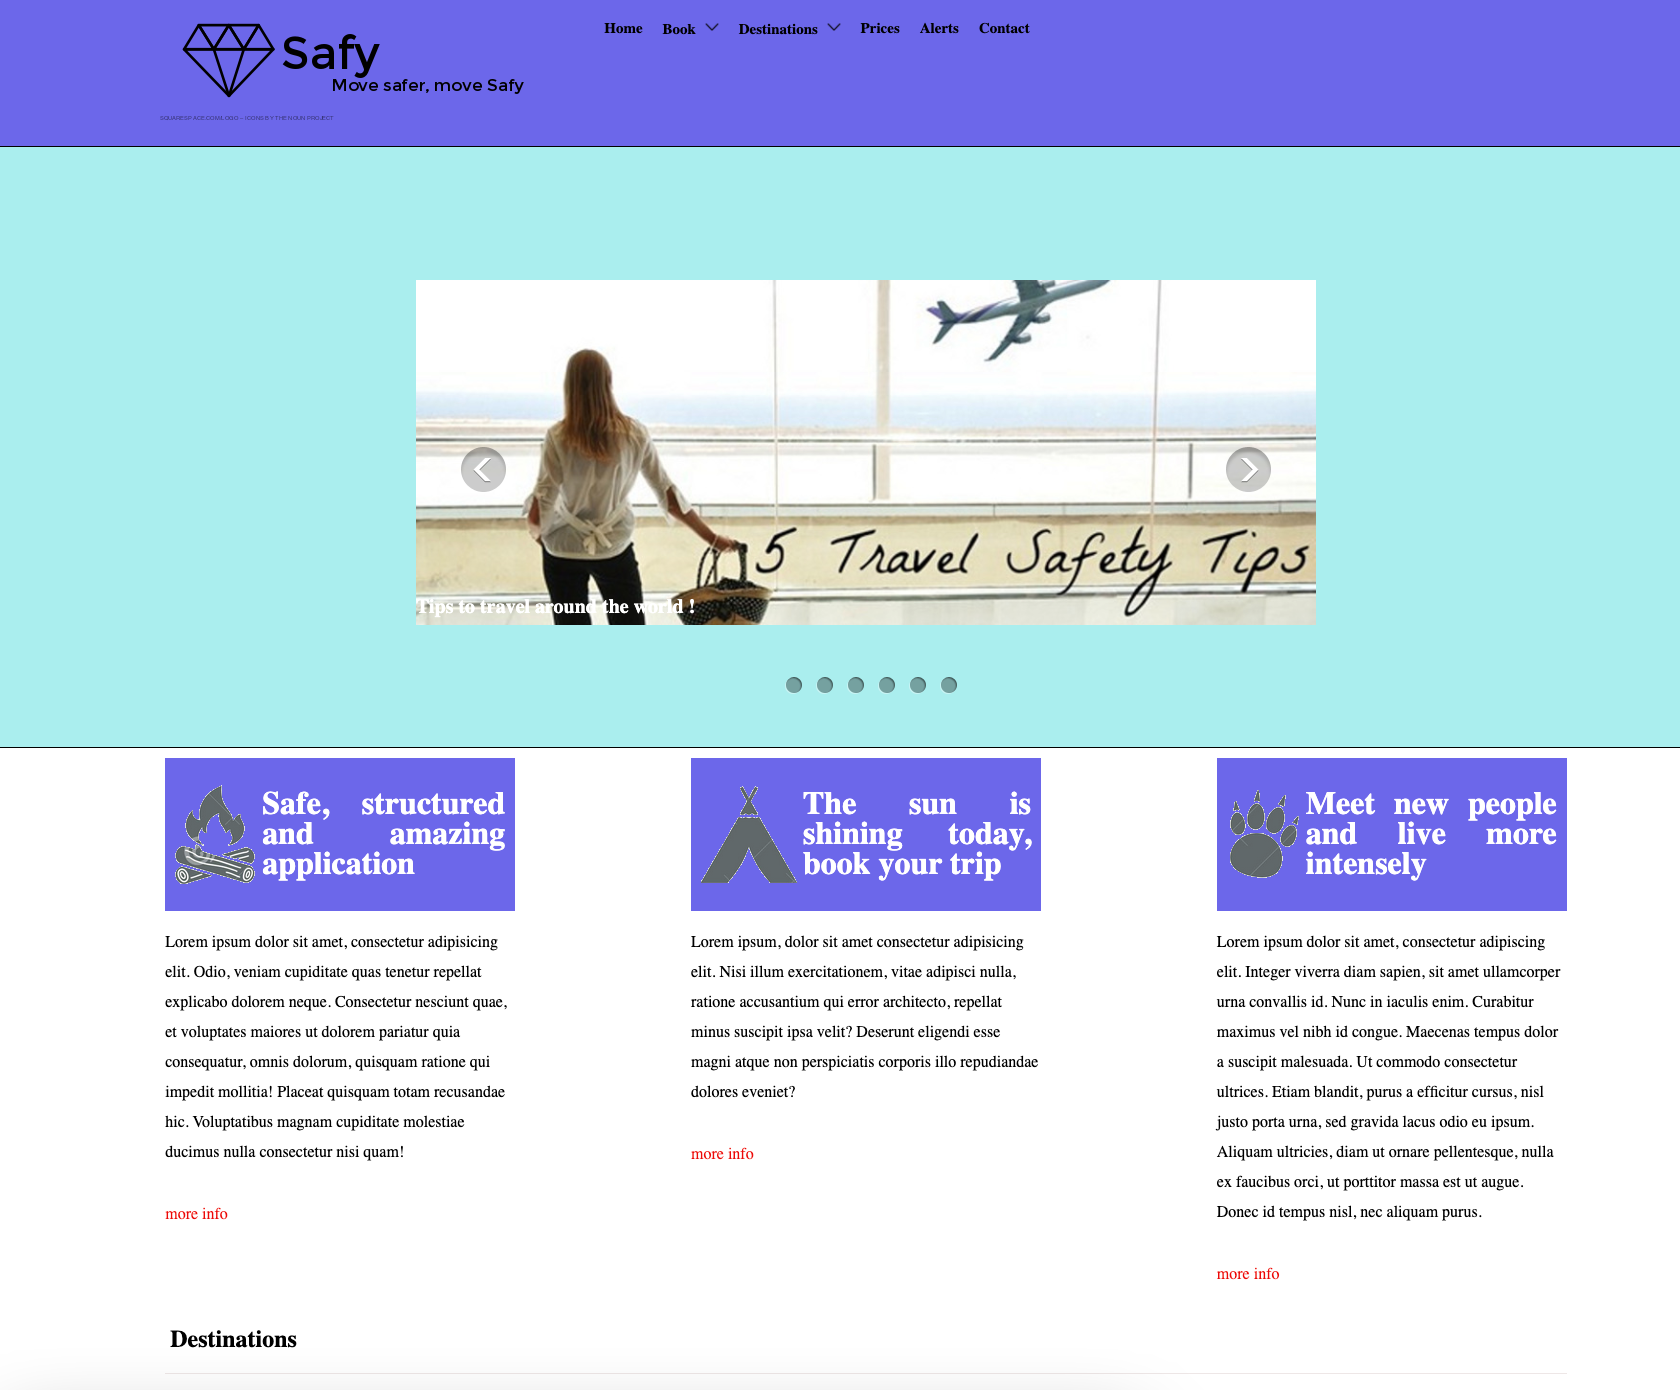 Safy
Move safer, move Safy
SQUARESPACE.COM/LOGO – ICONS BY THE NOUN PROJECT
Home Book Destinations Prices Alerts Contact
5 Travel Safety Tips
Tips to travel around the world !
Safe, structured
and amazing
application
The sun is
shining today,
book your trip
Meet new people
and live more
intensely
Lorem ipsum dolor sit amet, consectetur adipisicing
elit. Odio, veniam cupiditate quas tenetur repellat
explicabo dolorem neque. Consectetur nesciunt quae,
et voluptates maiores ut dolorem pariatur quia
consequatur, omnis dolorum, quisquam ratione qui
impedit mollitia! Placeat quisquam totam recusandae
hic. Voluptatibus magnam cupiditate molestiae
ducimus nulla consectetur nisi quam!
more info
Lorem ipsum, dolor sit amet consectetur adipisicing
elit. Nisi illum exercitationem, vitae adipisci nulla,
ratione accusantium qui error architecto, repellat
minus suscipit ipsa velit? Deserunt eligendi esse
magni atque non perspiciatis corporis illo repudiandae
dolores eveniet?
more info
Lorem ipsum dolor sit amet, consectetur adipiscing
elit. Integer viverra diam sapien, sit amet ullamcorper
urna convallis id. Nunc in iaculis enim. Curabitur
maximus vel nibh id congue. Maecenas tempus dolor
a suscipit malesuada. Ut commodo consectetur
ultrices. Etiam blandit, purus a efficitur cursus, nisl
justo porta urna, sed gravida lacus odio eu ipsum.
Aliquam ultricies, diam ut ornare pellentesque, nulla
ex faucibus orci, ut porttitor massa est ut augue.
Donec id tempus nisl, nec aliquam purus.
more info
Destinations